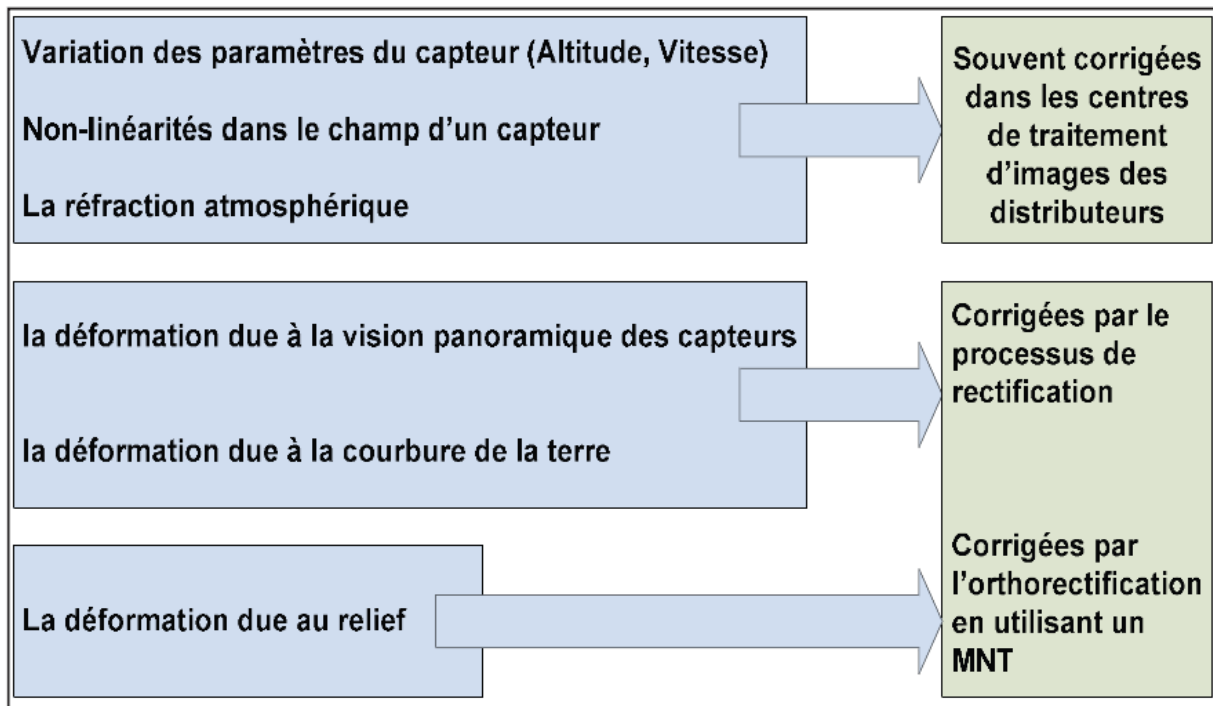 Variation des paramètres du capteur (Altitude, Vitesse)
Non-linéarités dans le champ d'un capteur
La réfraction atmosphérique
Souvent corrigées
dans les centres
de traitement
d'images des
distributeurs
la déformation due à la vision panoramique des capteurs
la déformation due à la courbure de la terre
Corrigées par le
processus de
rectification
La déformation due au relief
Corrigées par
l'orthorectification
en utilisant un
MNT